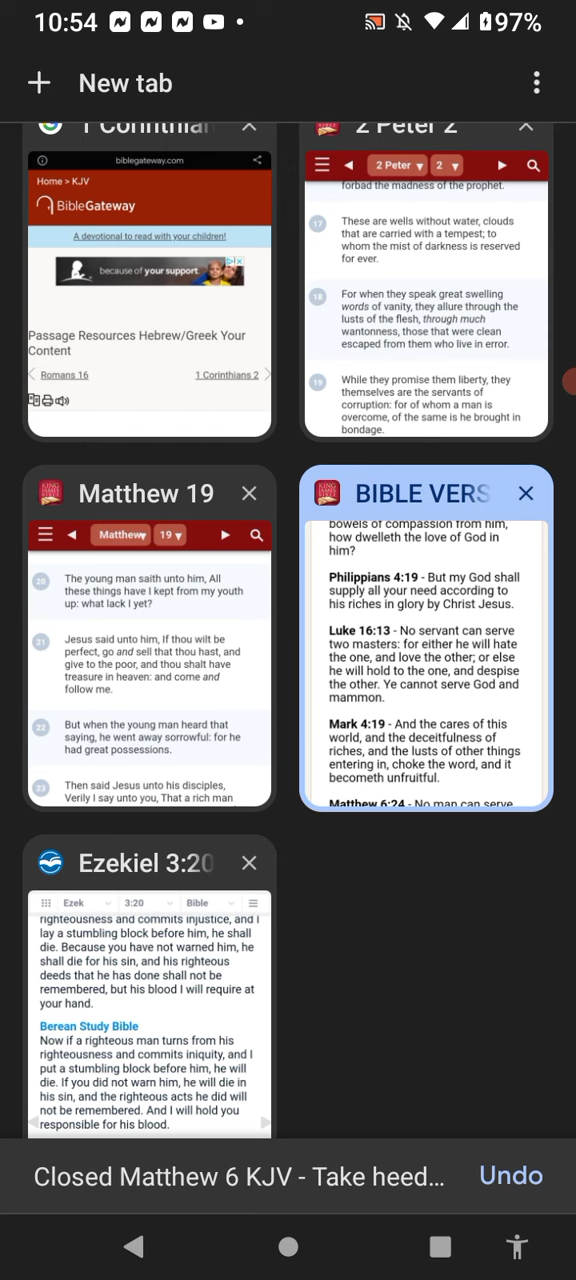 10:54
97%
New tab
1 Corinthian
2 Peter 2
biblegateway.com
Home > KJV
BibleGateway
A devotional to read with your children!
because of your support
Passage Resources Hebrew/Greek Your
Content
Romans 16
1 Corinthians 2
2 Peter
2
forbad the madness of the prophet.
17
These are wells without water, clouds
that are carried with a tempest; to
whom the mist of darkness is reserved
for ever.
18
For when they speak great swelling
words of vanity, they allure through the
lusts of the flesh, through much
wantonness, those that were clean
escaped from them who live in error.
19
While they promise them liberty, they
themselves are the servants of
corruption: for of whom a man is
overcome, of the same is he brought in
bondage.
Matthew 19
Matthew
19
20
The young man saith unto him, All
these things have I kept from my youth
up: what lack I yet?
21
Jesus said unto him, If thou wilt be
perfect, go and sell that thou hast, and
give to the poor, and thou shalt have
treasure in heaven: and come and
follow me.
22
But when the young man heard that
saying, he went away sorrowful: for he
had great possessions.
23
Then said Jesus unto his disciples,
Verily I say unto you, That a rich man
BIBLE VERS
bowels of compassion from him,
how dwelleth the love of God in
him?
Philippians 4:19 - But my God shall
supply all your need according to
his riches in glory by Christ Jesus.
Luke 16:13 - No servant can serve
two masters: for either he will hate
the one, and love the other; or else
he will hold to the one, and despise
the other. Ye cannot serve God and
mammon.
Mark 4:19 - And the cares of this
world, and the deceitfulness of
riches, and the lusts of other things
entering in, choke the word, and it
becometh unfruitful.
Matthew 6:24 - No man can serve
Ezekiel 3:20
Ezek
3:20
Bible
righteousness and commits injustice, and I
lay a stumbling block before him, he shall
die. Because you have not warned him, he
shall die for his sin, and his righteous
deeds that he has done shall not be
remembered, but his blood I will require at
your hand.
Berean Study Bible
Now if a righteous man turns from his
righteousness and commits iniquity, and I
put a stumbling block before him, he will
die. If you did not warn him, he will die in
his sin, and the righteous acts he did will
not be remembered. And I will hold you
responsible for his blood.
Closed Matthew 6 KJV - Take heed...
Undo